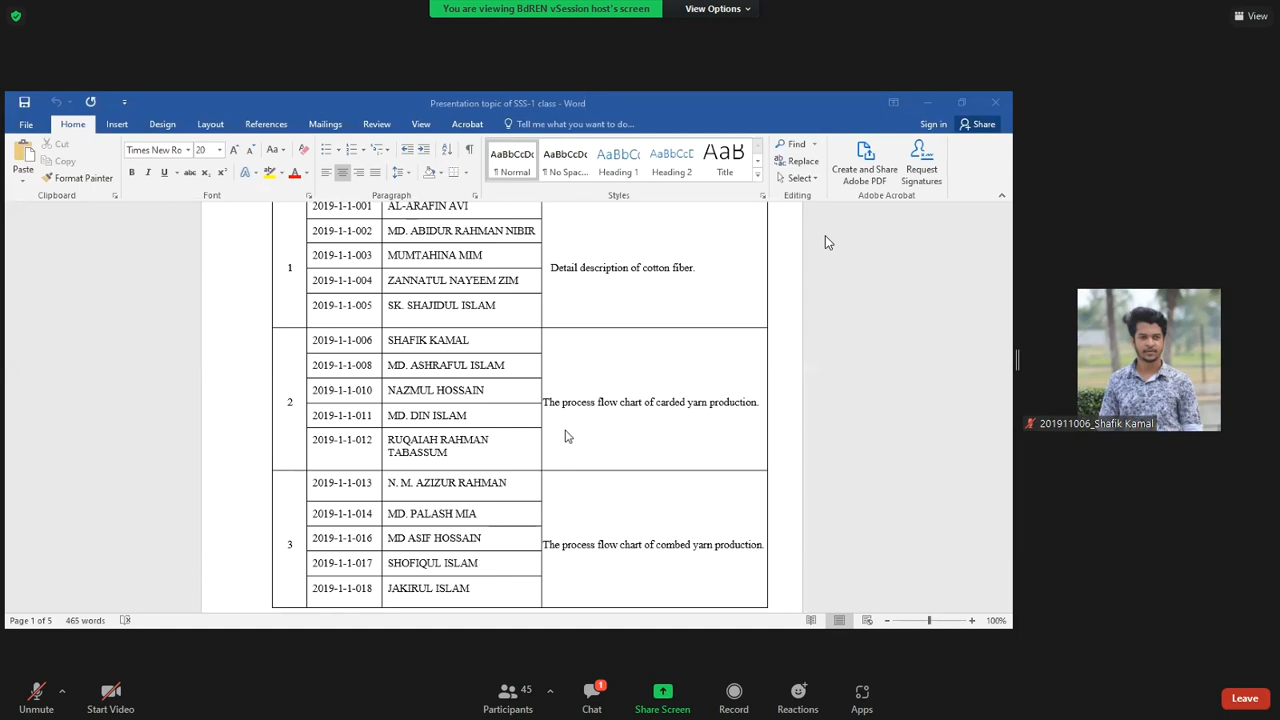 You are viewing BdREN vSession host's screen
View Options
View
Presentation topic of SSS-1 class - Word
File Home Insert Design Layout References Mailings Review View Acrobat Tell me what you want to do... Sign in Share
Paste
Cut
Copy
Format Painter
Clipboard
Times New Ro 20
Font
Paragraph
AaBbCcDc
¶ Normal
AaBbCcDc
¶ No Spac...
AaBbCc
Heading 1
AaBbCcD
Heading 2
AaB
Title
Styles
Find
Replace
Select
Editing
Create and Share
Adobe PDF
Request
Signatures
Adobe Acrobat
1
2019-1-1-001 AL-ARAFIN AVI
2019-1-1-002 MD. ABIDUR RAHMAN NIBIR
2019-1-1-003 MUMTAHINA MIM
2019-1-1-004 ZANNATUL NAYEEM ZIM
2019-1-1-005 SK. SHAJIDUL ISLAM
Detail description of cotton fiber.
2
2019-1-1-006 SHAFIK KAMAL
2019-1-1-008 MD. ASHRAFUL ISLAM
2019-1-1-010 NAZMUL HOSSAIN
2019-1-1-011 MD. DIN ISLAM
2019-1-1-012 RUQAIAH RAHMAN
TABASSUM
The process flow chart of carded yarn production.
3
2019-1-1-013 N. M. AZIZUR RAHMAN
2019-1-1-014 MD. PALASH MIA
2019-1-1-016 MD ASIF HOSSAIN
2019-1-1-017 SHOFIQUL ISLAM
2019-1-1-018 JAKIRUL ISLAM
The process flow chart of combed yarn production.
Page 1 of 5 465 words 100%
201911006_Shafik Kamal
Unmute
Start Video
45
Participants
1
Chat
Share Screen
Record
Reactions
Apps
Leave